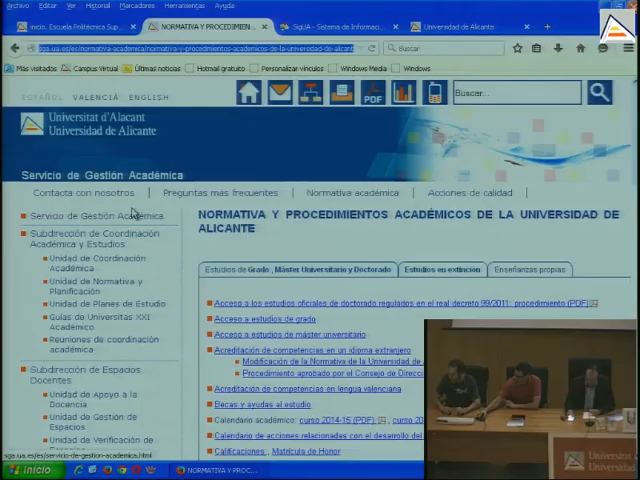 Archivo Editar Ver Historial Marcadores Herramientas Ayuda
inicio. Escuela Politécnica Sup...
NORMATIVA Y PROCEDIMIEN...
SigUA - Sistema de Informaci...
Universidad de Alicante
sga.ua.es/es/normativa-academica/normativa-y-procedimientos-academicos-de-la-universidad-de-alicant
Buscar
Más visitados
Campus Virtual
Últimas noticias
Hotmail gratuito
Personalizar vínculos
Windows Media
Windows
ESPAÑOL VALENCIÀ ENGLISH
PDF
Buscar...
Universitat d'Alacant
Universidad de Alicante
Servicio de Gestión Académica
Contacta con nosotros | Preguntas más frecuentes | Normativa académica | Acciones de calidad |
Servicio de Gestión Académica
Subdirección de Coordinación
Académica y Estudios
Unidad de Coordinación
Académica
Unidad de Normativa y
Planificación
Unidad de Planes de Estudio
Guías de Universitas XXI
Académico
Reuniones de coordinación
académica
Subdirección de Espacios
Docentes
Unidad de Apoyo a la
Docencia
Unidad de Gestión de
Espacios
Unidad de Verificación de
NORMATIVA Y PROCEDIMIENTOS ACADÉMICOS DE LA UNIVERSIDAD DE
ALICANTE
Estudios de Grado , Máster Universitario y Doctorado
Estudios en extinción
Enseñanzas propias
Acceso a los estudios oficiales de doctorado regulados en el real decreto 99/2011: procedimiento (PDF)
Acceso a estudios de grado
Acceso a estudios de máster universitario
Acreditación de competencias en un idioma extranjero
Modificación de la Normativa de la Universidad de
Procedimiento aprobado por el Consejo de Direcc
Acreditación de competencias en lengua valenciana
Becas y ayudas al estudio
Calendario académico: curso 2014-15 (PDF) , curso 20
Calendario de acciones relacionadas con el desarrollo del
Calificaciones , Matrícula de Honor
sga.ua.es/es/servicio-de-gestion-academica.html
Inicio
NORMATIVA Y PROC...
Universitat d'Alacant